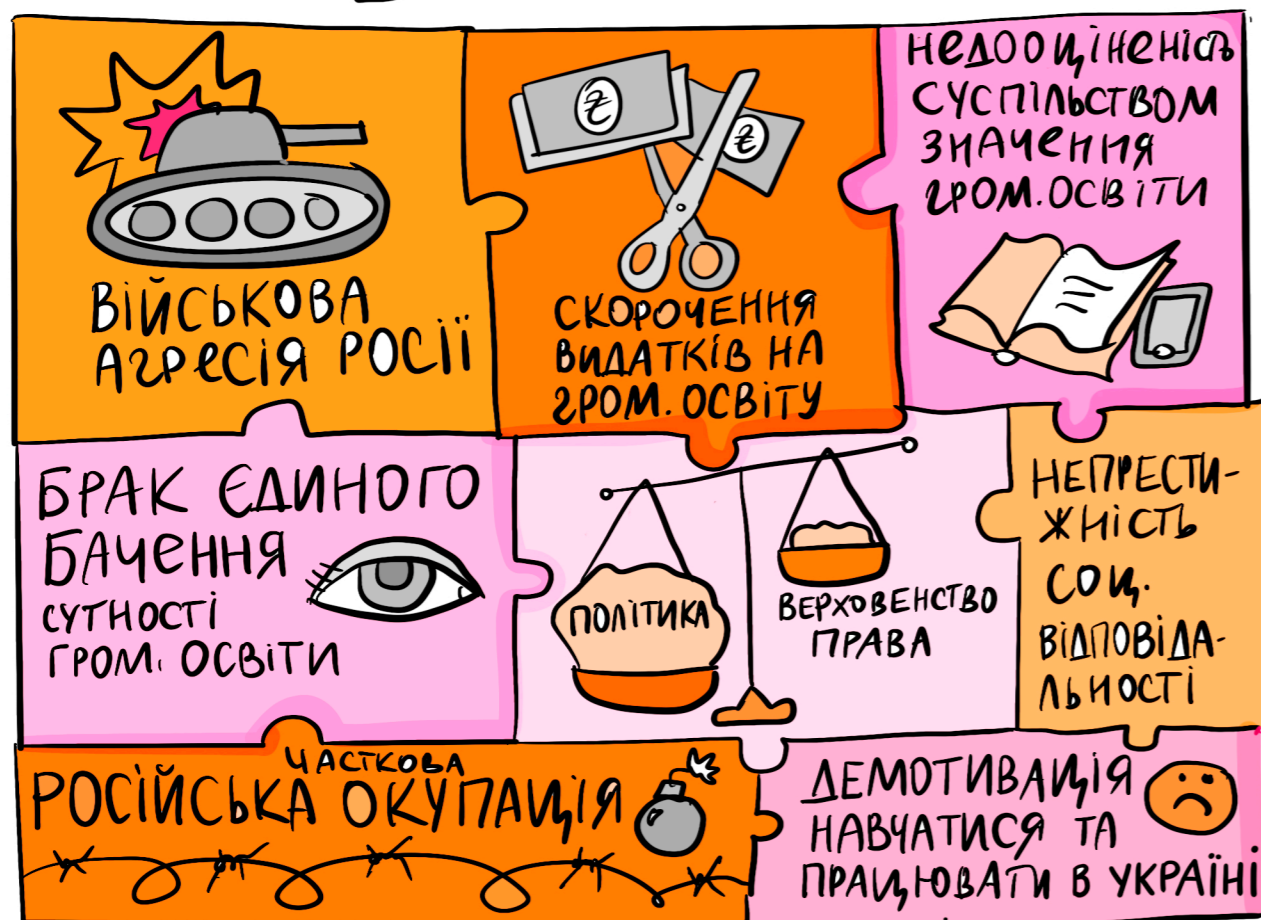 ВІЙСЬКОВА
АГРЕСІЯ РОСІЇ
₴
₴
СКОРОЧЕННЯ
ВИДАТКІВ НА
ГРОМ. ОСВІТУ
НЕДООЦІНЕНІСТЬ
СУСПІЛЬСТВОМ
ЗНАЧЕННЯ
ГРОМ. ОСВІТИ
БРАК ЄДИНОГО
БАЧЕННЯ
СУТНОСТІ
ГРОМ. ОСВІТИ
ПОЛІТИКА
ВЕРХОВЕНСТВО
ПРАВА
НЕПРЕСТИ-
ЖНІСТЬ
СОЦ.
ВІДПОВІДА-
ЛЬНОСТІ
ЧАСТКОВА
РОСІЙСЬКА ОКУПАЦІЯ
ДЕМОТИВАЦІЯ
НАВЧАТИСЯ ТА
ПРАЦЮВАТИ В УКРАЇНІ